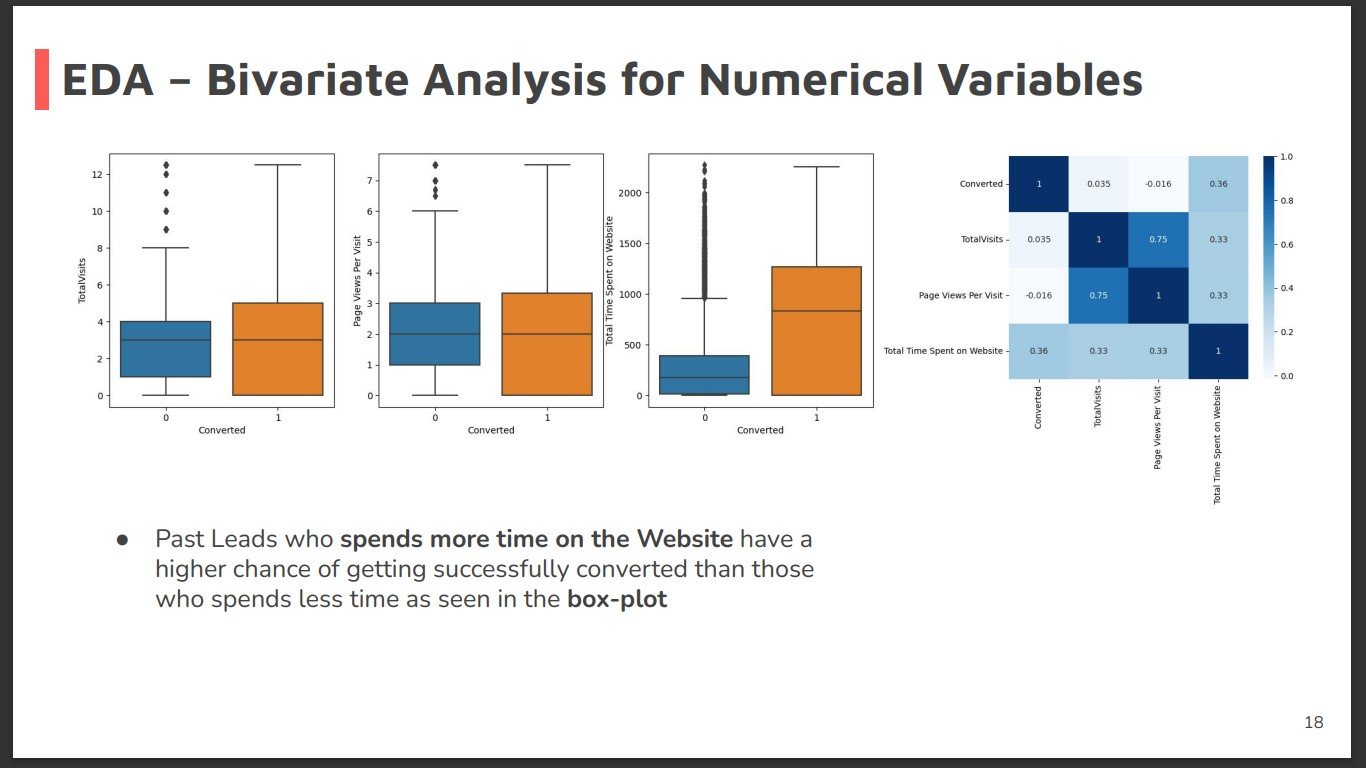 EDA – Bivariate Analysis for Numerical Variables
TotalVisits
12
10
8
6
4
2
0
0
1
Converted
Page Views Per Visit
7
6
5
4
3
2
1
0
0
1
Converted
Total Time Spent on Website
2000
1500
1000
500
0
0
1
Converted
Converted
1
0.035
-0.016
0.36
TotalVisits
0.035
1
0.75
0.33
Page Views Per Visit
-0.016
0.75
1
0.33
Total Time Spent on Website
0.36
0.33
0.33
1
Converted
TotalVisits
Page Views Per Visit
Total Time Spent on Website
1.0
0.8
0.6
0.4
0.2
0.0
● Past Leads who spends more time on the Website have a
higher chance of getting successfully converted than those
who spends less time as seen in the box-plot
18